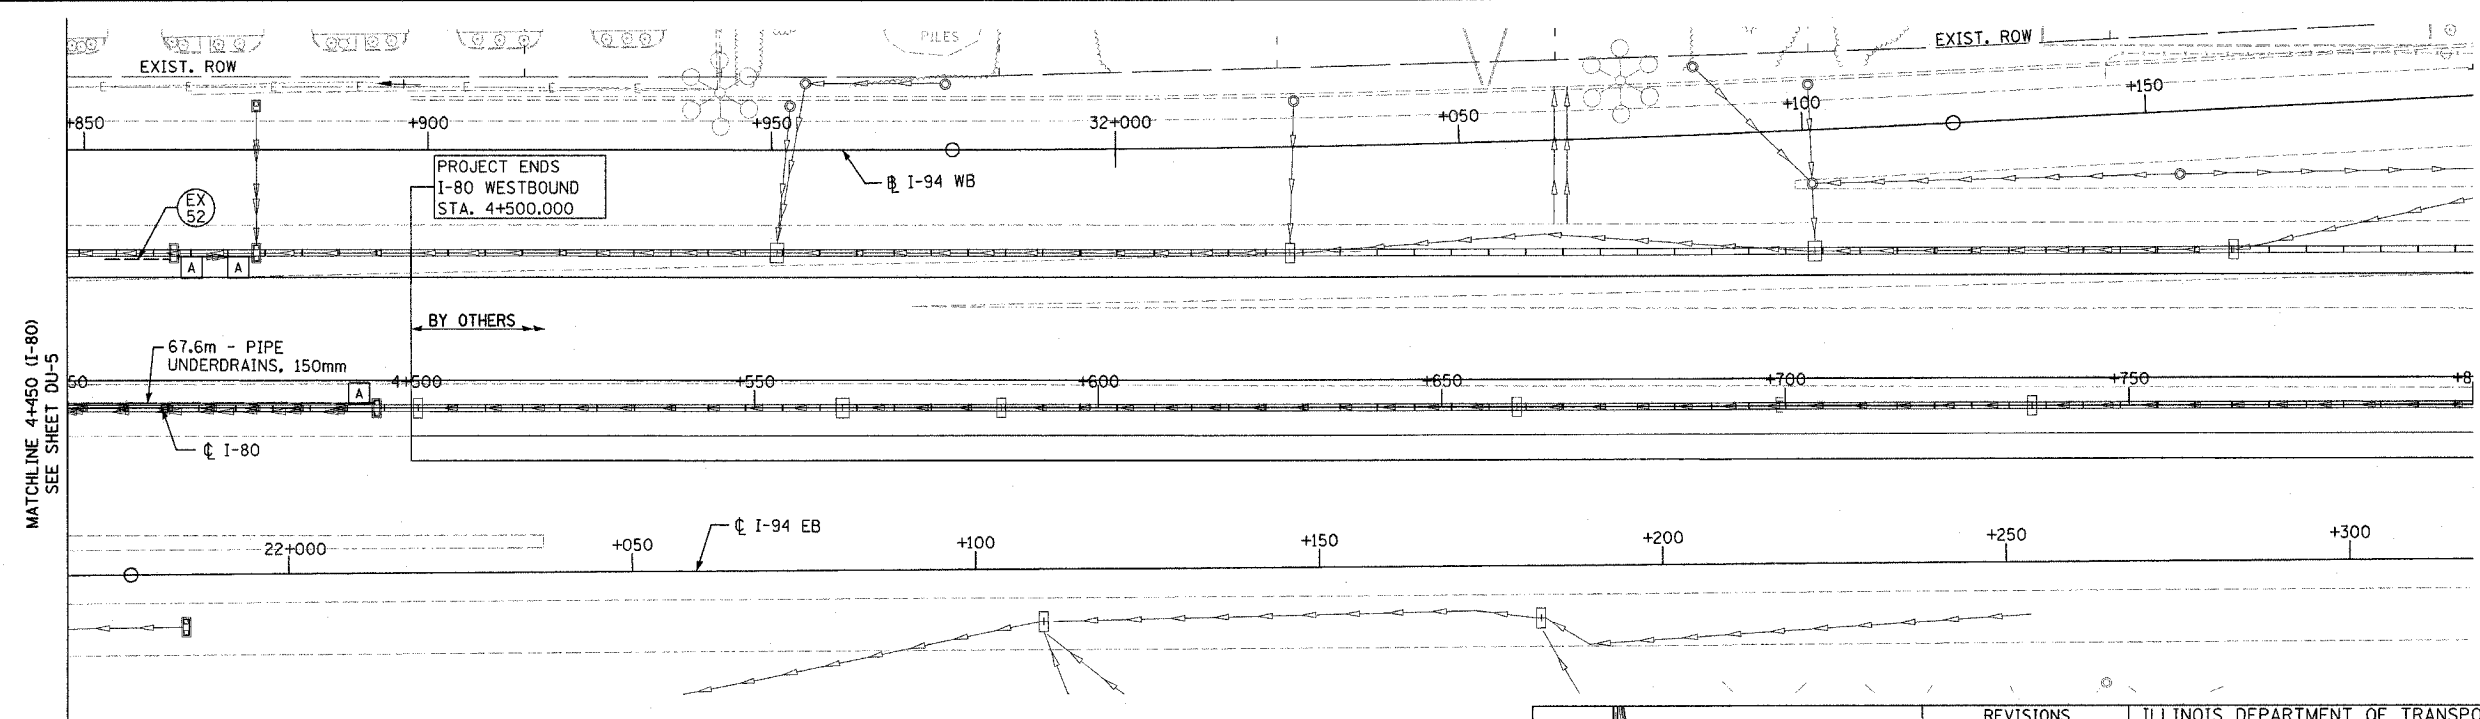 PILES
EXIST. ROW
EXIST. ROW
+850
+900
+950
32+000
+050
+100
+150
PROJECT ENDS
I-80 WESTBOUND
STA. 4+500.000
℄ I-94 WB
EX
52
A
A
BY OTHERS
MATCHLINE 4+450 (I-80)
SEE SHEET DU-5
67.6m - PIPE
UNDERDRAINS, 150mm
A
50
4+500
+550
+600
+650
+700
+750
+8
℄ I-80
℄ I-94 EB
22+000
+050
+100
+150
+200
+250
+300
REVISIONS
ILLINOIS DEPARTMENT OF TRANSPO